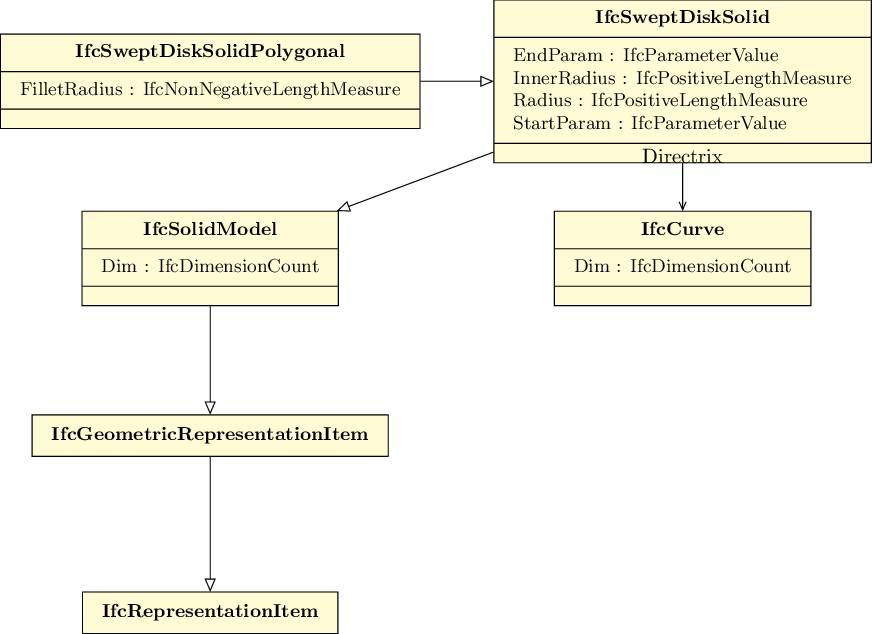 IfcSweptDiskSolidPolygonal
FilletRadius : IfcNonNegativeLengthMeasure
IfcSweptDiskSolid
EndParam : IfcParameterValue
InnerRadius : IfcPositiveLengthMeasure
Radius : IfcPositiveLengthMeasure
StartParam : IfcParameterValue
Directrix
IfcSolidModel
Dim : IfcDimensionCount
IfcCurve
Dim : IfcDimensionCount
IfcGeometricRepresentationItem
IfcRepresentationItem